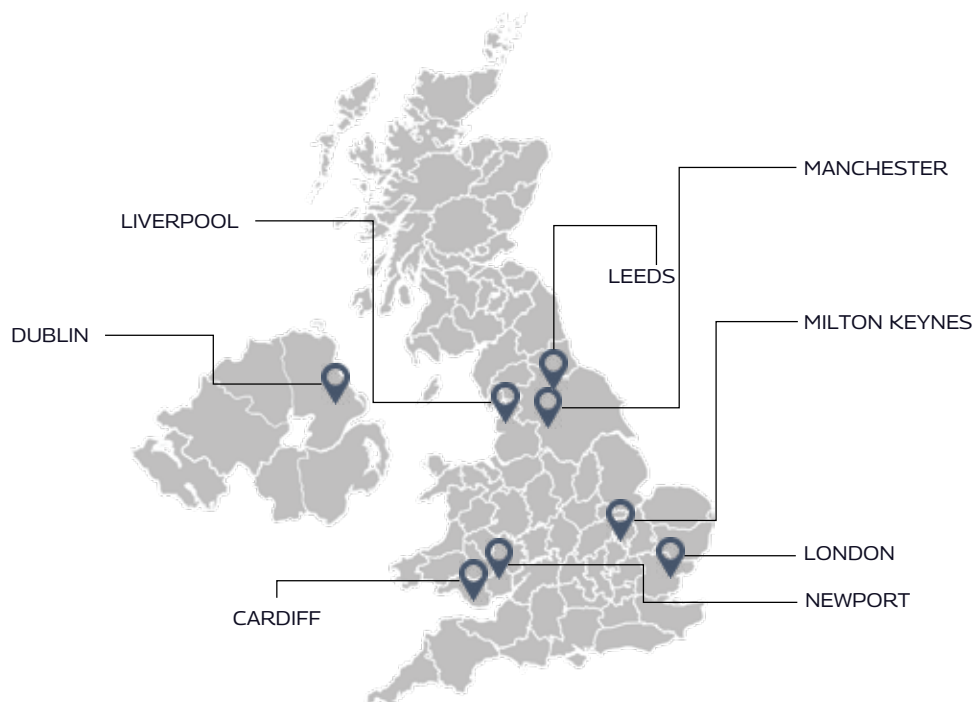 MANCHESTER
LIVERPOOL
LEEDS
MILTON KEYNES
DUBLIN
LONDON
NEWPORT
CARDIFF